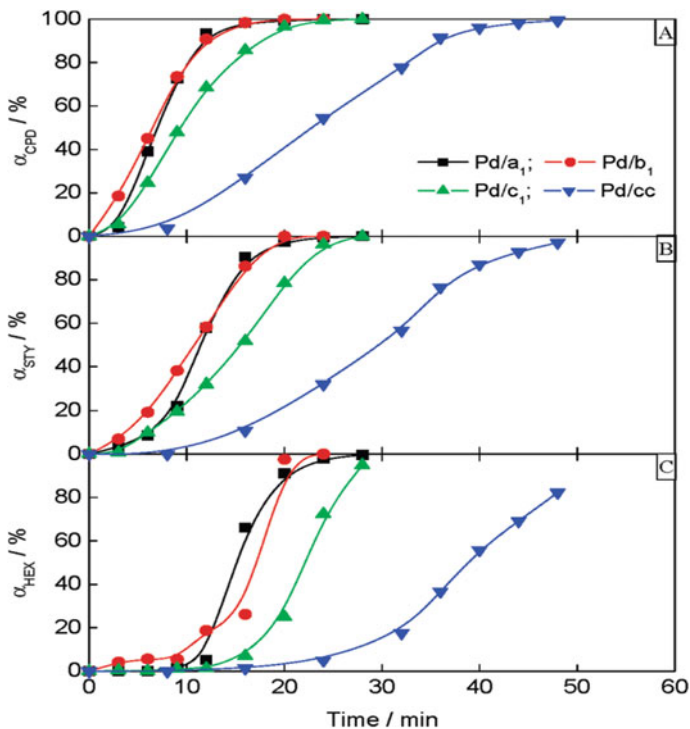 100
80
60
40
20
0
α_CPD / %
A
Pd/a₁;
Pd/b₁
Pd/c₁;
Pd/cc
80
60
40
20
0
α_STY / %
B
80
60
40
20
0
α_HEX / %
C
0 10 20 30 40 50 60
Time / min